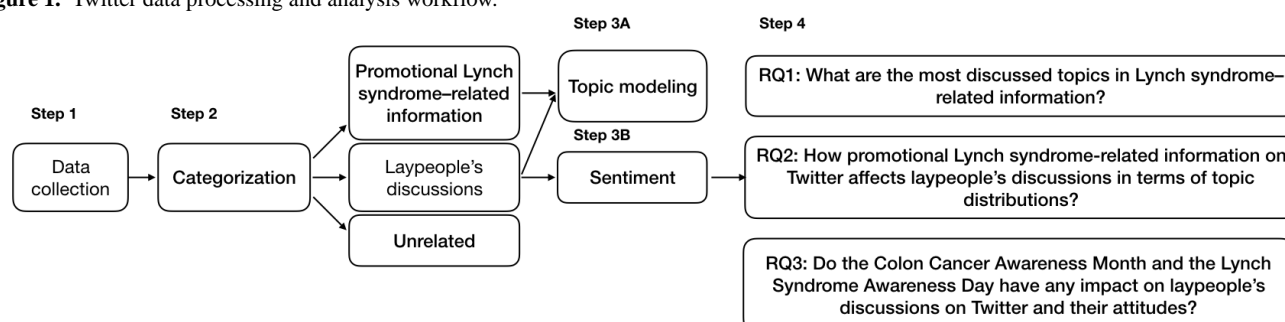 gure 1. Twitter data processing and analysis workflow.
Step 1
Data
collection
Step 2
Categorization
Promotional Lynch
syndrome–related
information
Laypeople's
discussions
Unrelated
Step 3A
Topic modeling
Step 3B
Sentiment
Step 4
RQ1: What are the most discussed topics in Lynch syndrome–
related information?
RQ2: How promotional Lynch syndrome-related information on
Twitter affects laypeople's discussions in terms of topic
distributions?
RQ3: Do the Colon Cancer Awareness Month and the Lynch
Syndrome Awareness Day have any impact on laypeople's
discussions on Twitter and their attitudes?